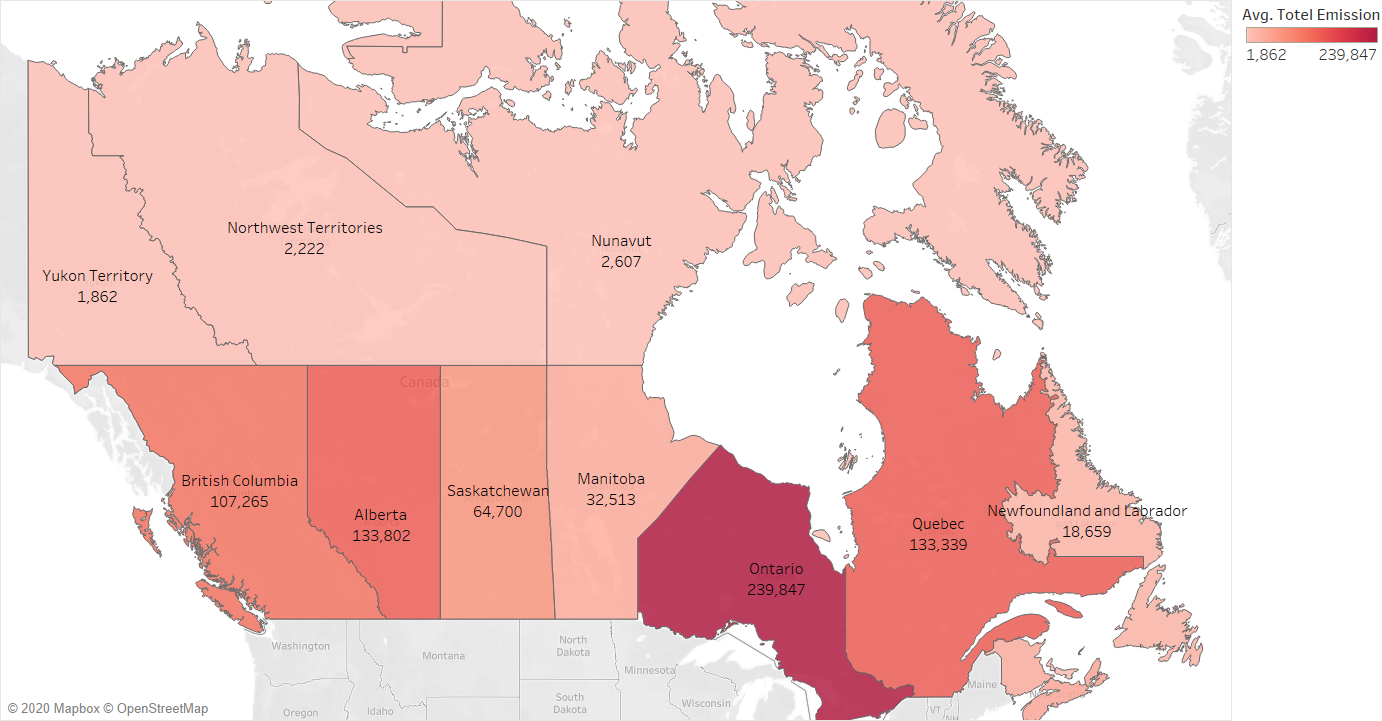 Avg. Totel Emission
1,862 239,847
Northwest Territories
2,222
Nunavut
2,607
Yukon Territory
1,862
Canada
British Columbia
107,265
Alberta
133,802
Saskatchewan
64,700
Manitoba
32,513
Ontario
239,847
Quebec
133,339
Newfoundland and Labrador
18,659
Washington
Montana
North
Dakota
Minnesota
South
Dakota
Wisconsin
Oregon
Idaho
Maine
VT
NH
© 2020 Mapbox © OpenStreetMap